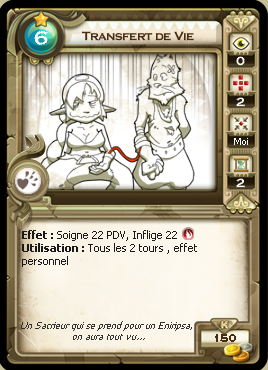 Transfert de Vie
6
0
2
Moi
2
Effet : Soigne 22 PDV, Inflige 22
Utilisation : Tous les 2 tours , effet
personnel
Un Sacrieur qui se prend pour un Eniripsa,
on aura tout vu...
K
150